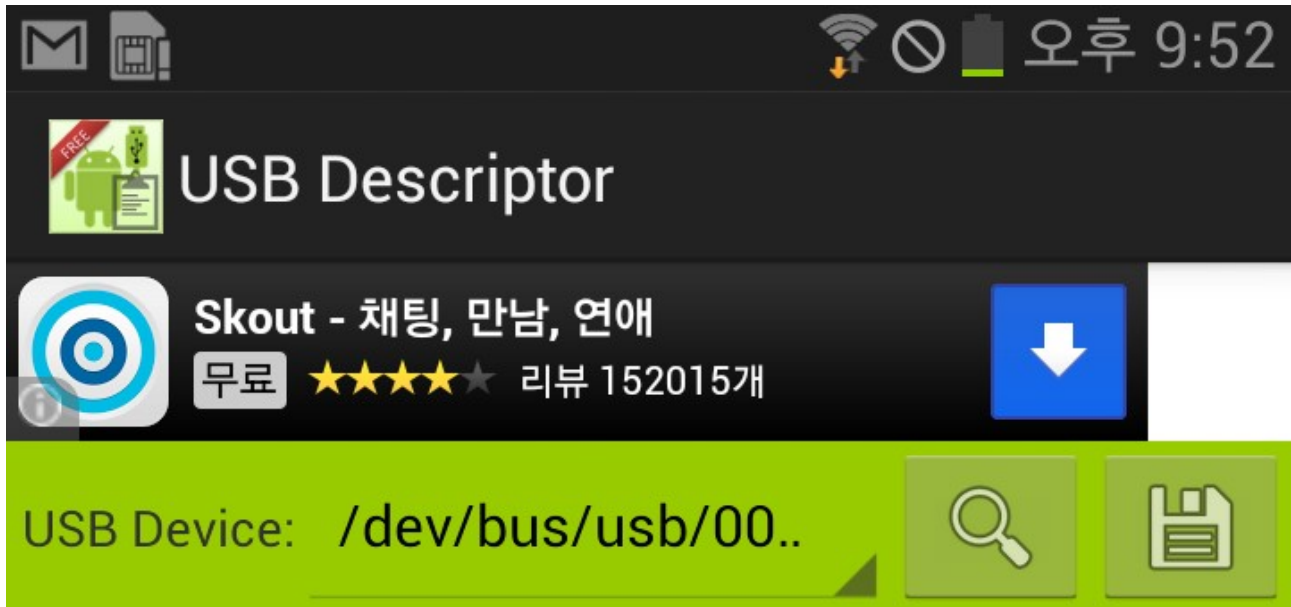 오후 9:52
FREE
USB Descriptor
Skout - 채팅, 만남, 연애
무료 리뷰 152015개
USB Device: /dev/bus/usb/00..